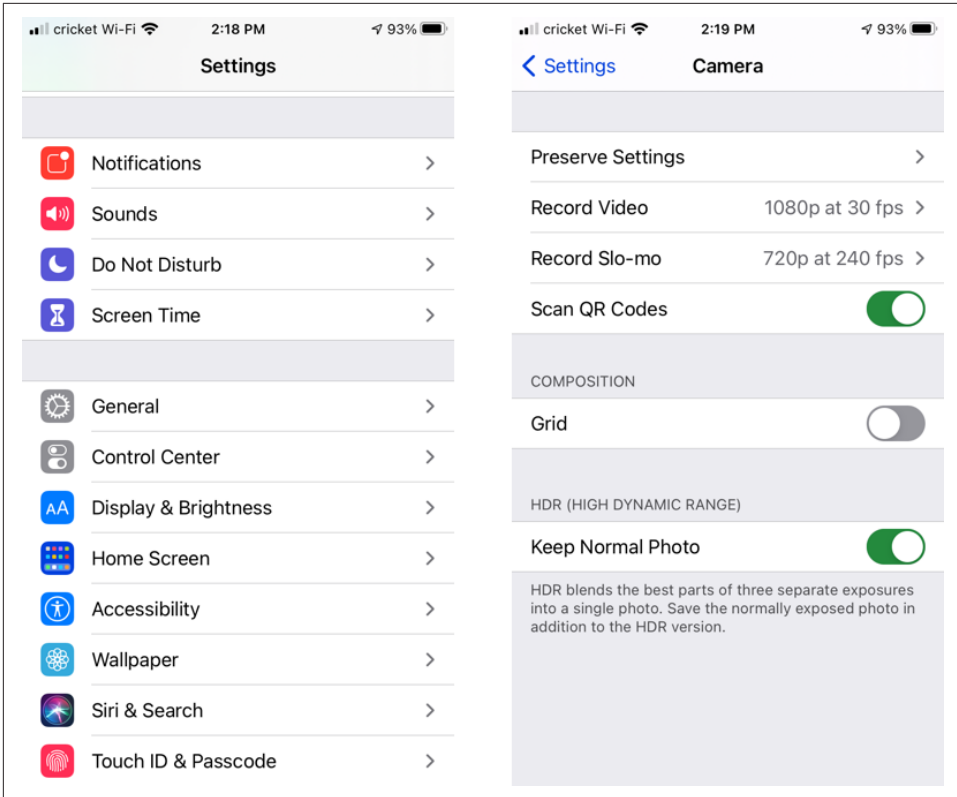 cricket Wi-Fi 2:18 PM 93%
Settings
Notifications
Sounds
Do Not Disturb
Screen Time
General
Control Center
AA Display & Brightness
Home Screen
Accessibility
Wallpaper
Siri & Search
Touch ID & Passcode
cricket Wi-Fi 2:19 PM 93%
Settings Camera
Preserve Settings
Record Video 1080p at 30 fps
Record Slo-mo 720p at 240 fps
Scan QR Codes
COMPOSITION
Grid
HDR (HIGH DYNAMIC RANGE)
Keep Normal Photo
HDR blends the best parts of three separate exposures
into a single photo. Save the normally exposed photo in
addition to the HDR version.